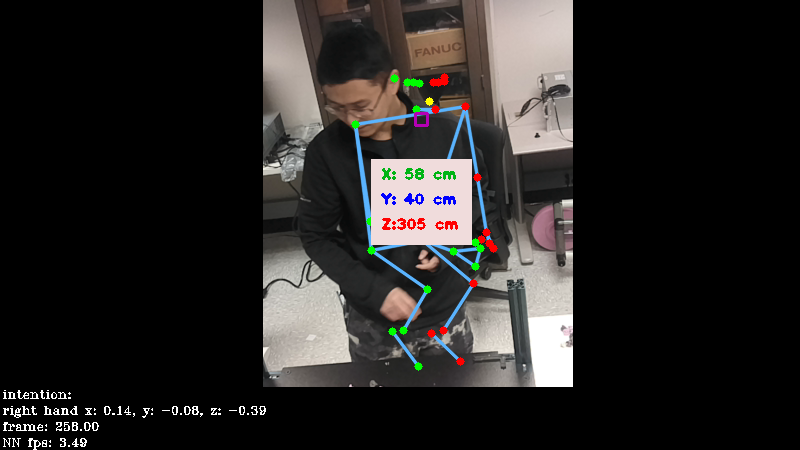 FANUC
X: 58 cm
Y: 40 cm
Z:305 cm
intention:
right hand x: 0.14, y: -0.08, z: -0.39
frame: 258.00
NN fps: 3.49